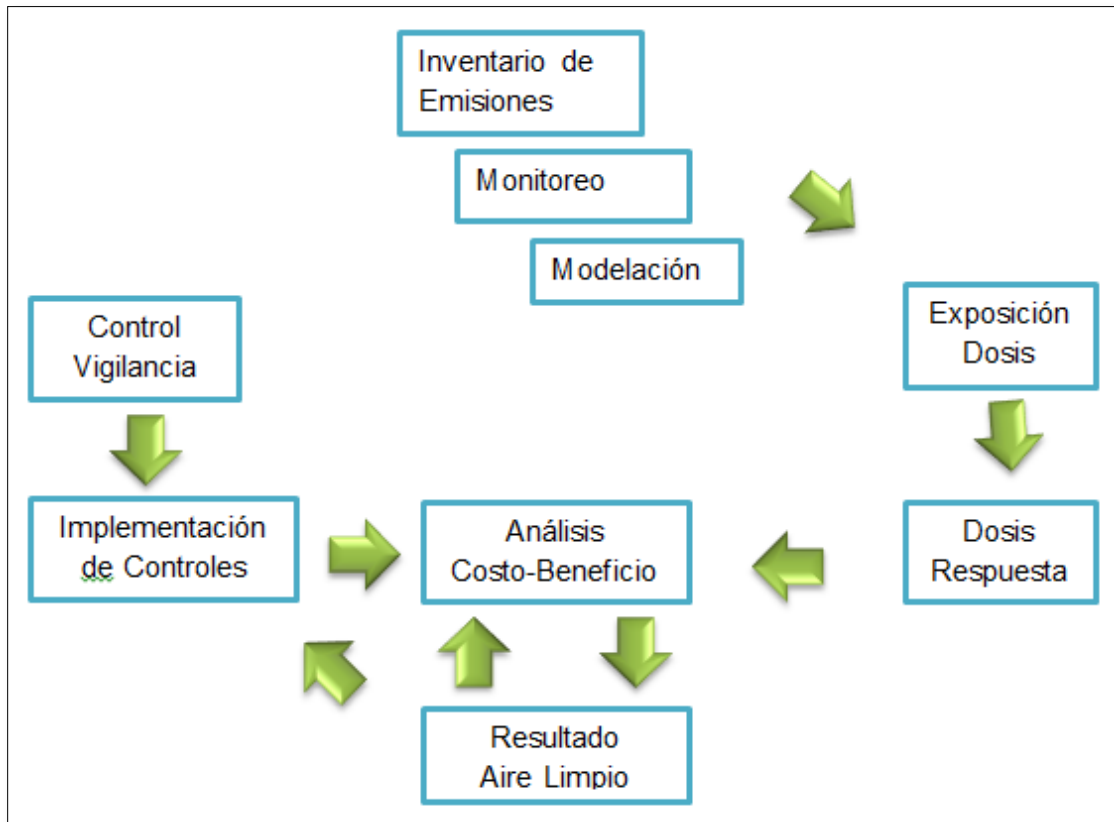 Inventario de
Emisiones
Monitoreo
Modelación
Control
Vigilancia
Exposición
Dosis
Implementación
de Controles
Análisis
Costo-Beneficio
Dosis
Respuesta
Resultado
Aire Limpio